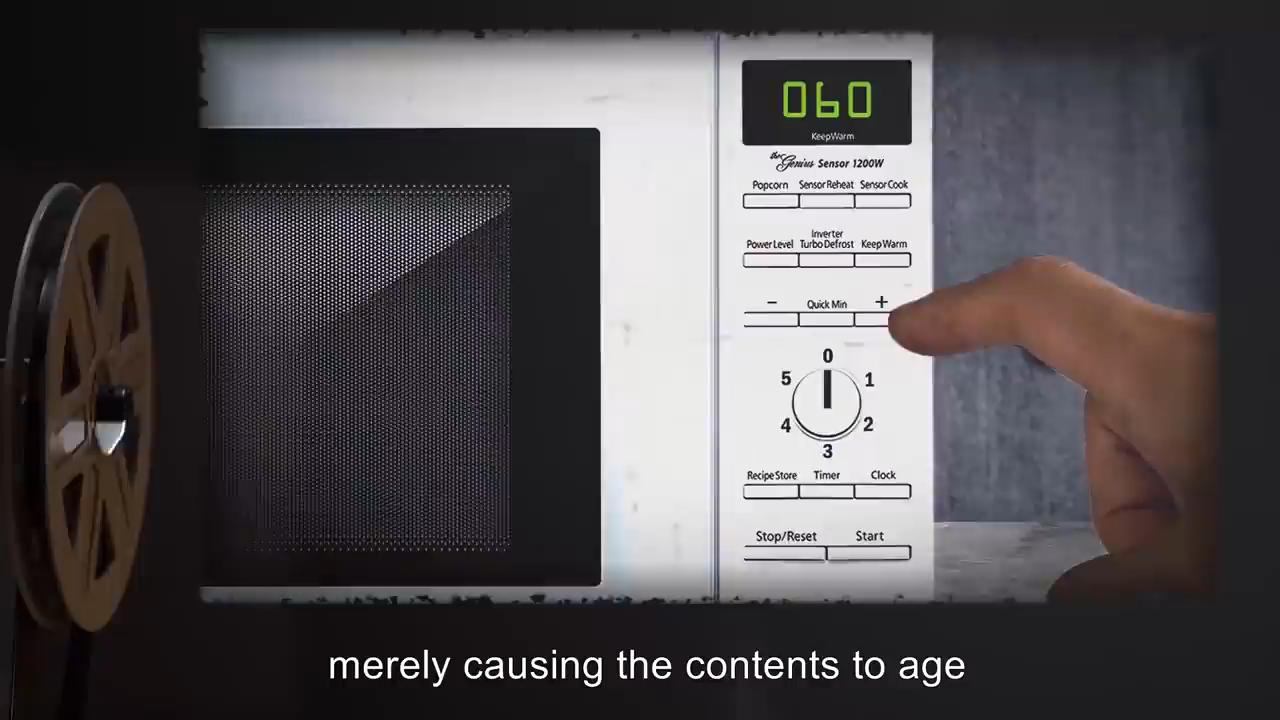 060
KeepWarm
the Genius Sensor 1200W
Popcorn Sensor Reheat Sensor Cook
Power Level Inverter Turbo Defrost Keep Warm
− Quick Min +
0
5 1
4 2
3
Recipe Store Timer Clock
Stop/Reset Start
merely causing the contents to age